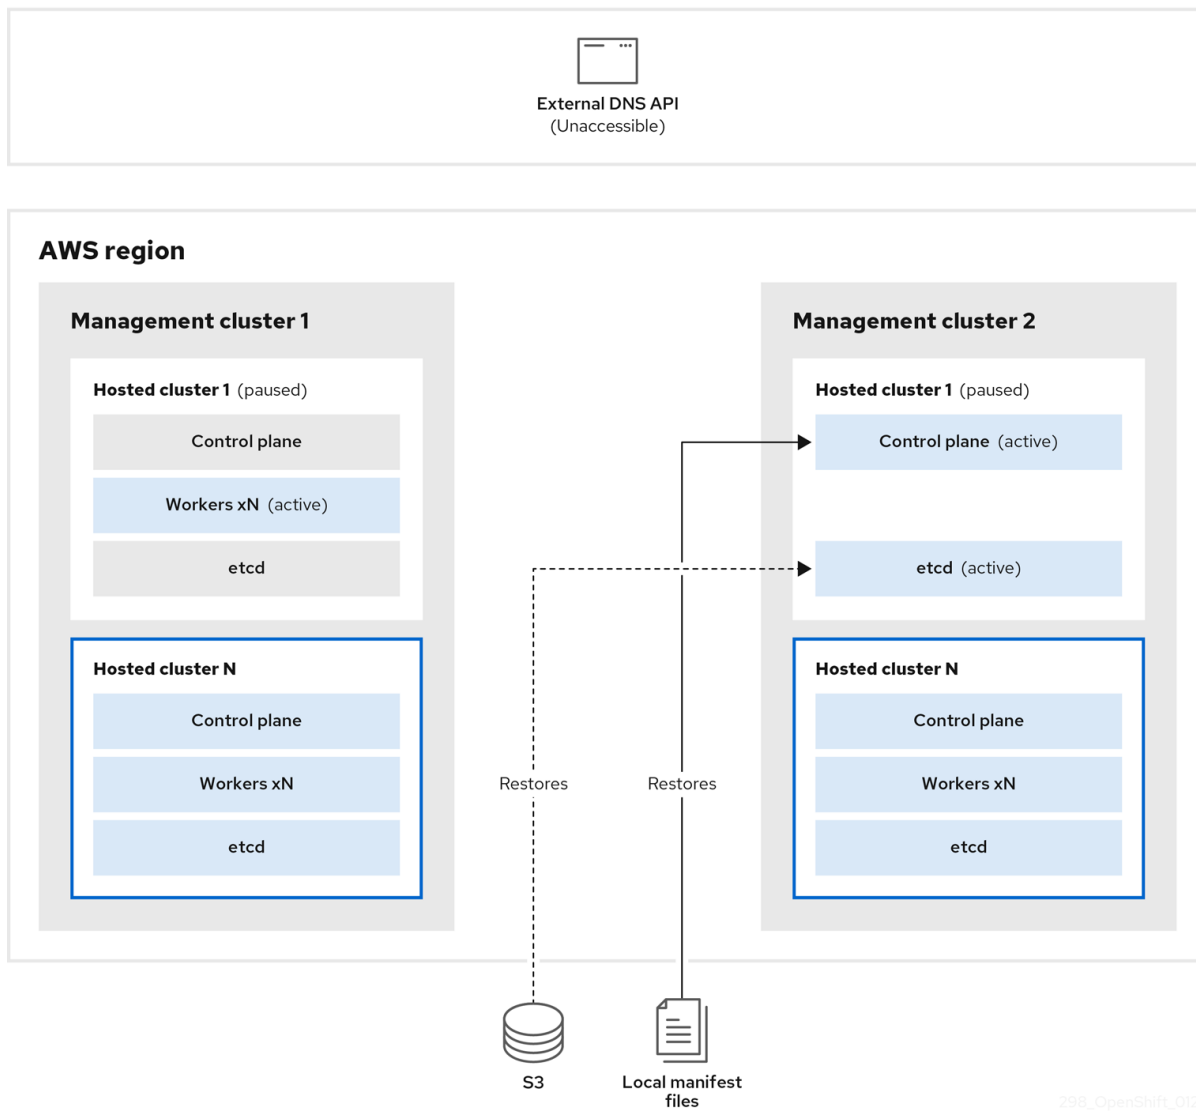 External DNS API
(Unaccessible)
AWS region
Management cluster 1
Hosted cluster 1 (paused)
Control plane
Workers xN (active)
etcd
Hosted cluster N
Control plane
Workers xN
etcd
Management cluster 2
Hosted cluster 1 (paused)
Control plane (active)
etcd (active)
Hosted cluster N
Control plane
Workers xN
etcd
Restores
Restores
S3
Local manifest
files
298_OpenShift_012